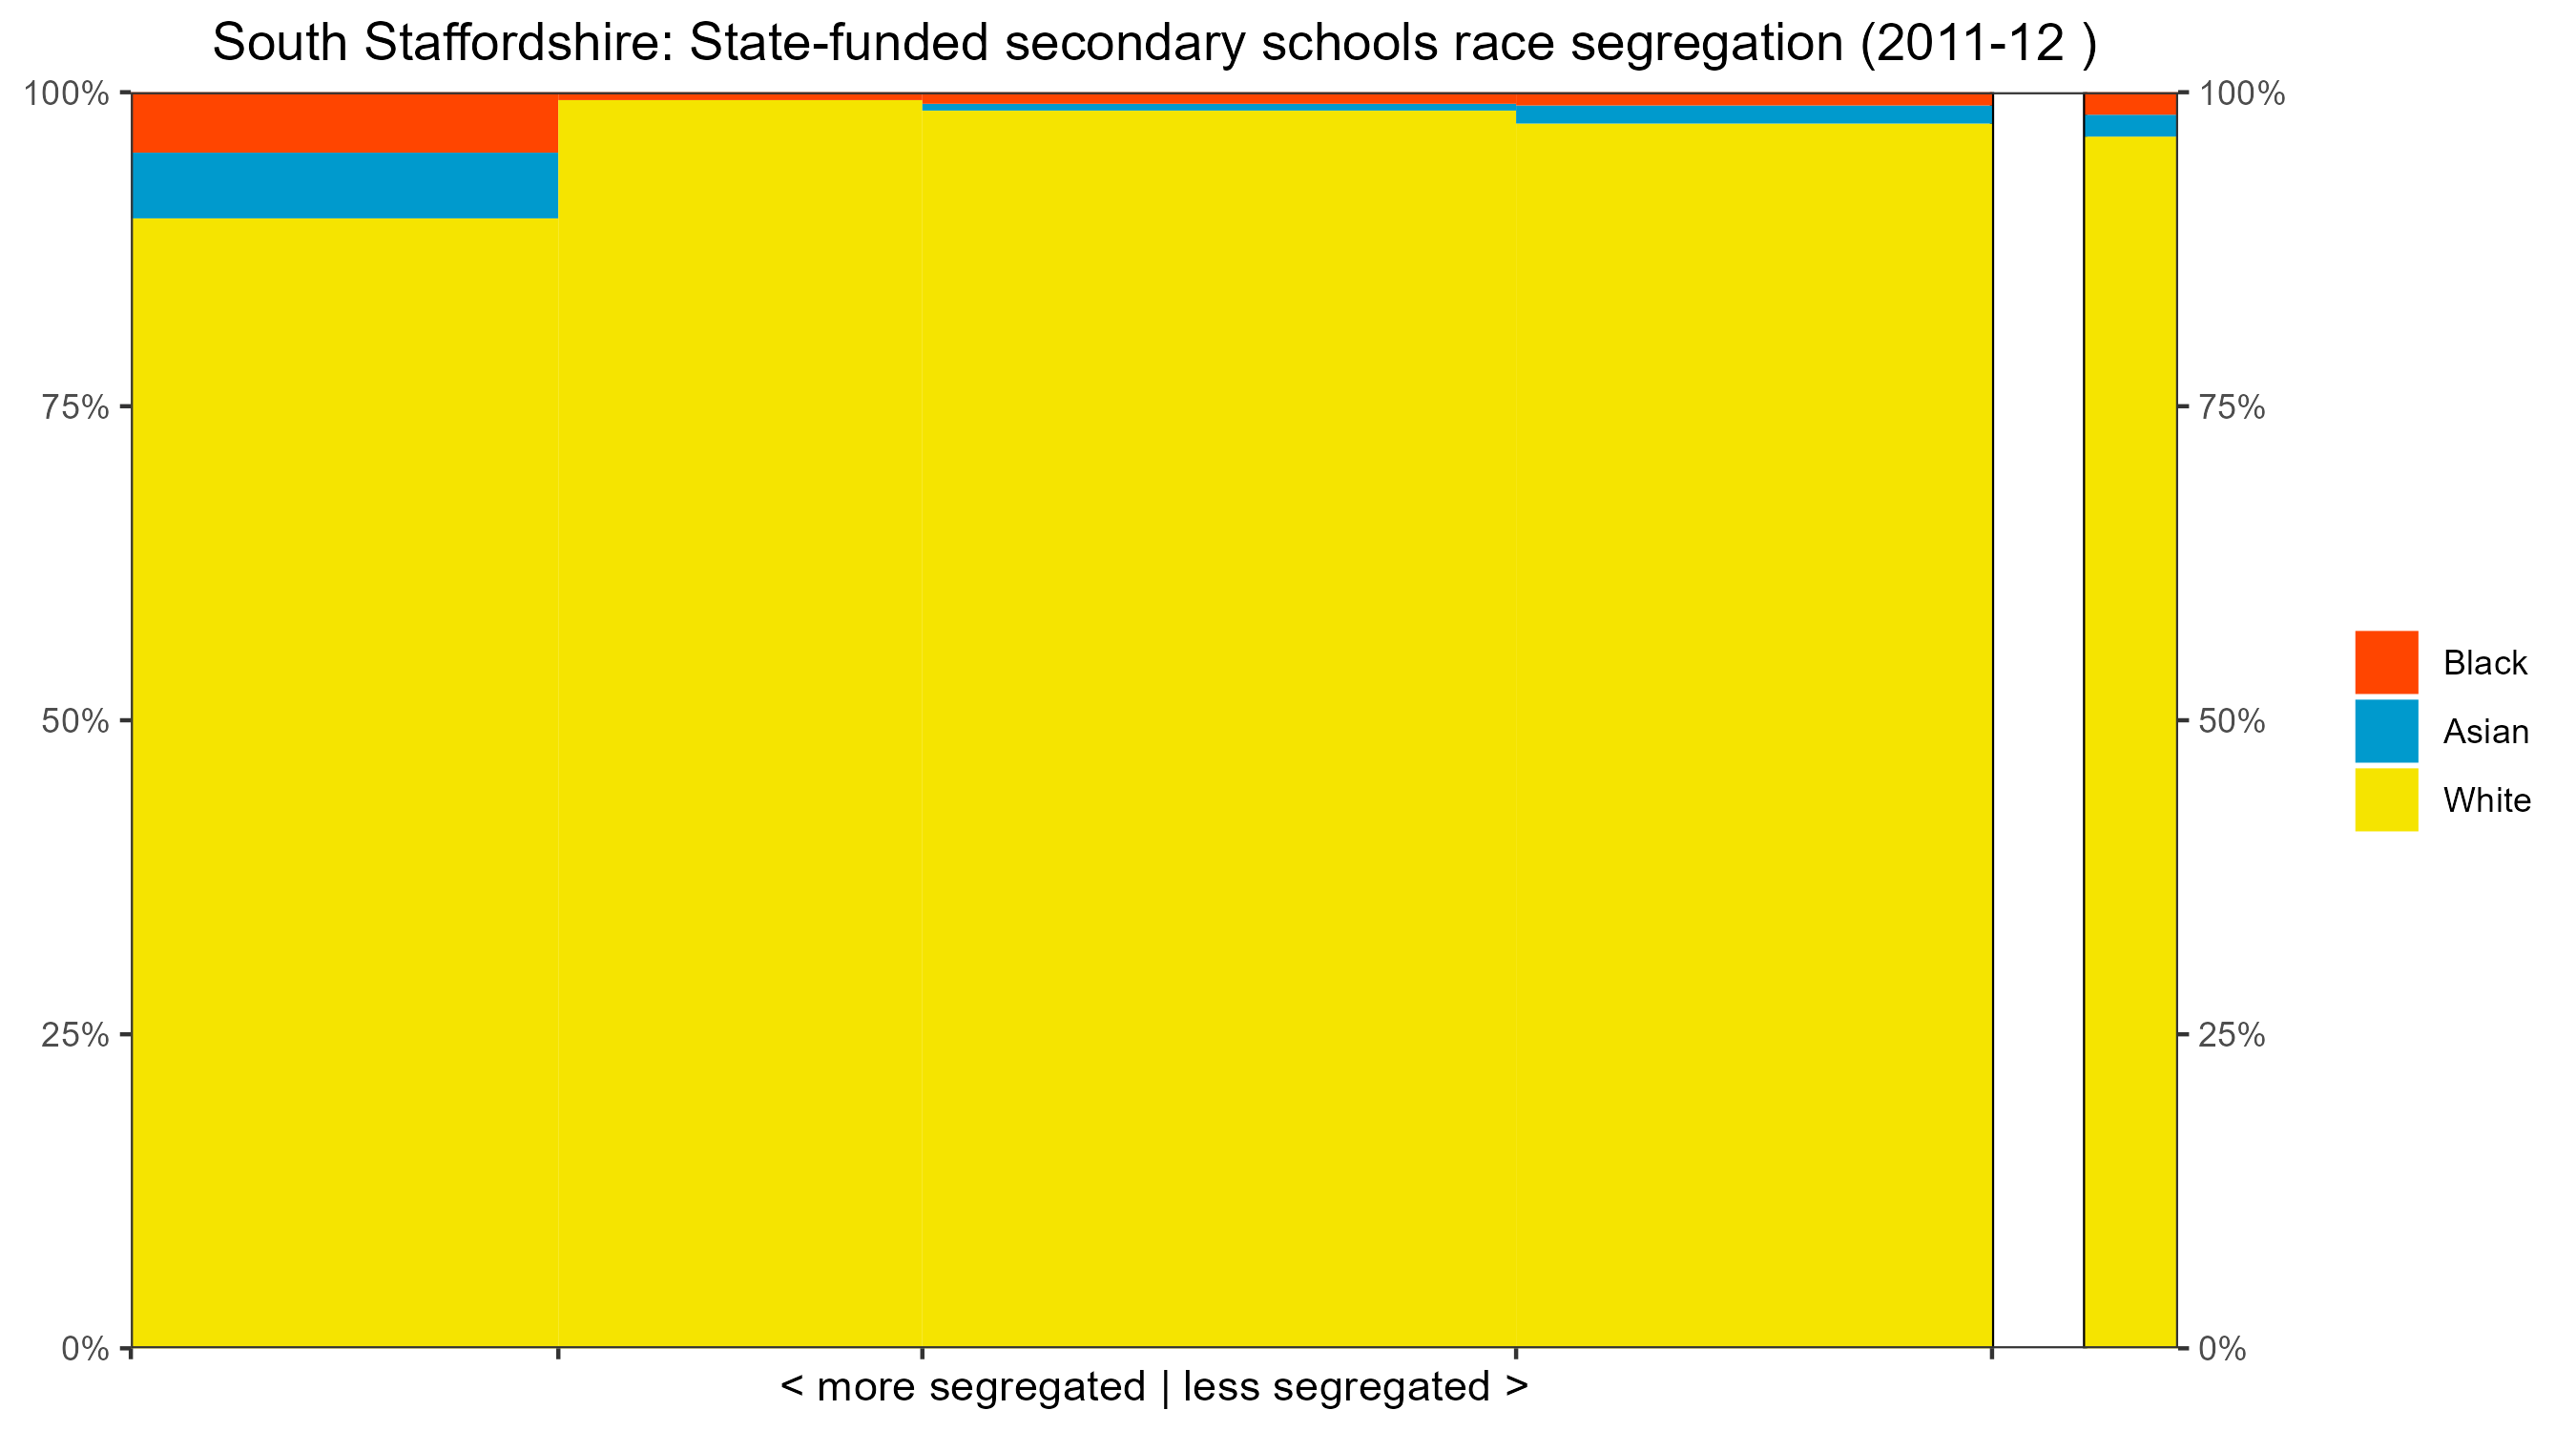 South Staffordshire: State-funded secondary schools race segregation (2011-12 )
100%
75%
50%
25%
0%
100%
75%
50%
25%
0%
Black
Asian
White
< more segregated | less segregated >